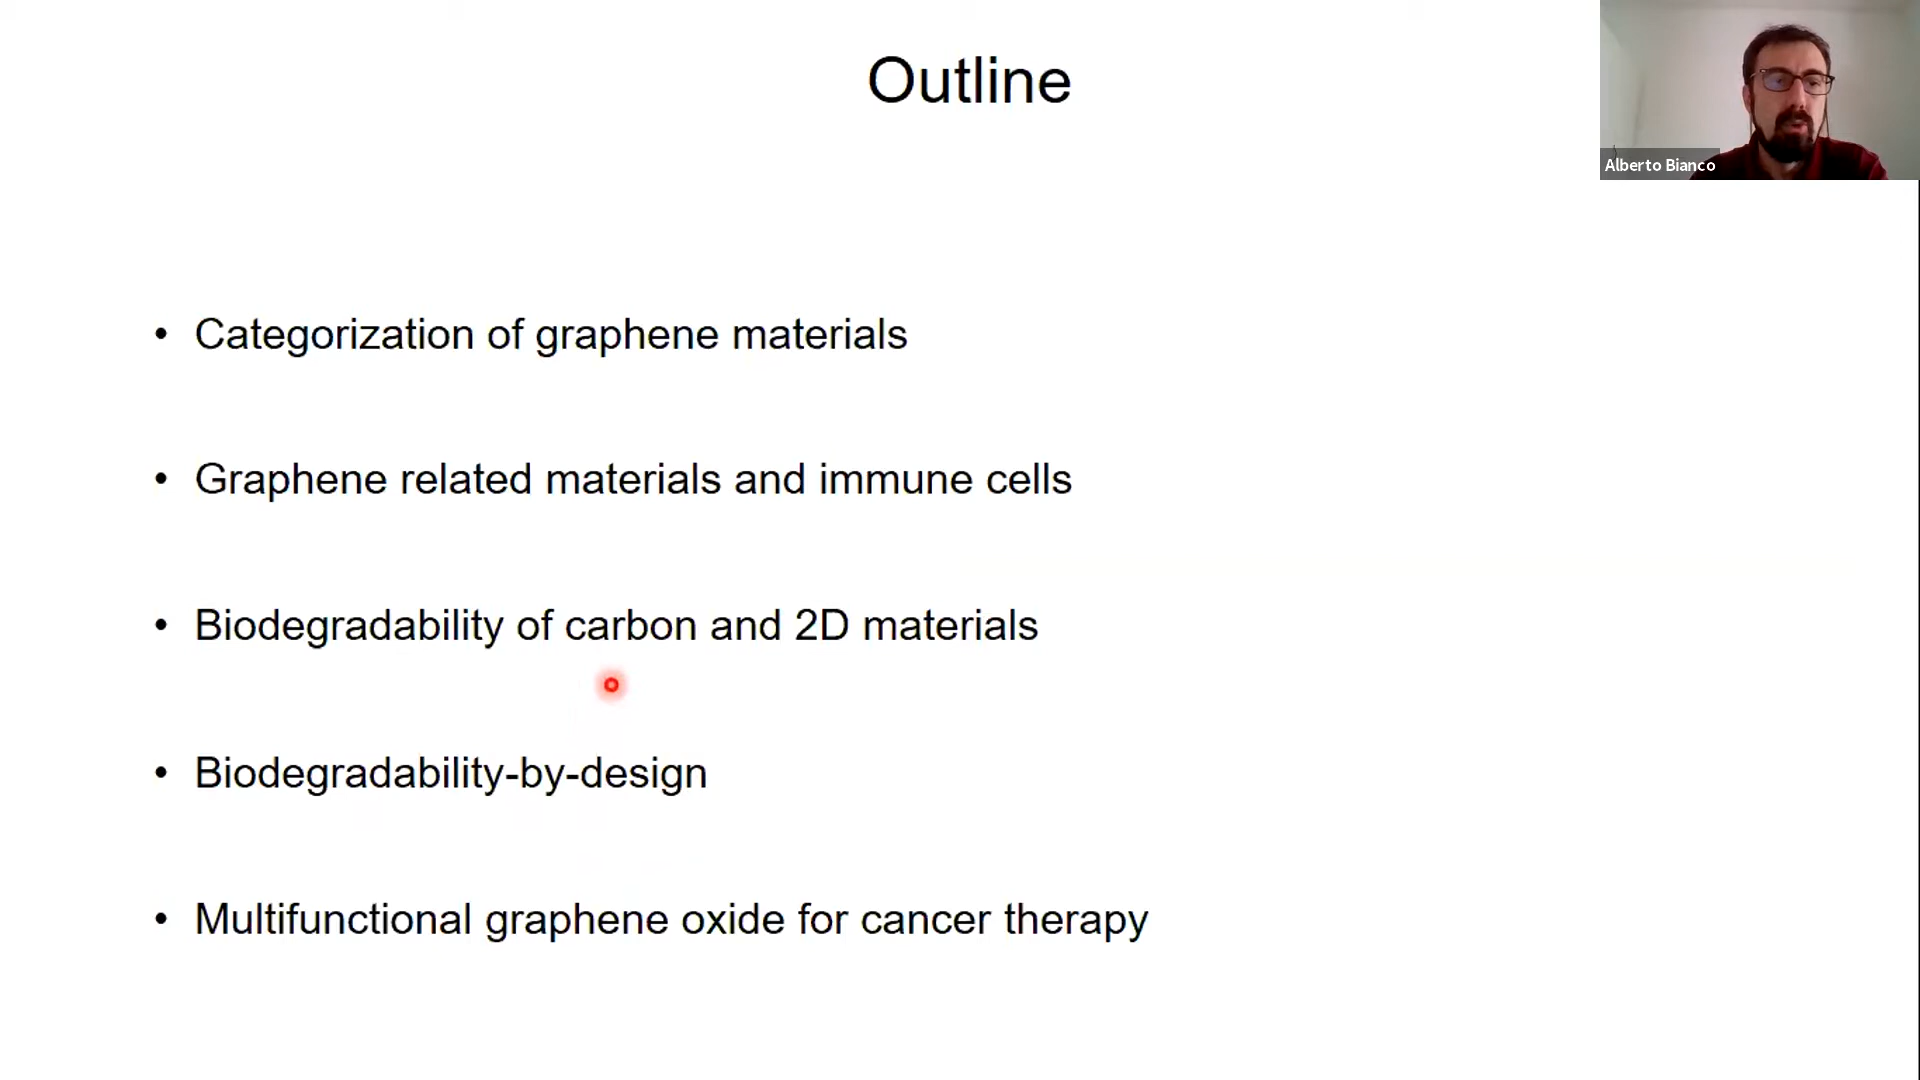 Outline
Alberto Bianco
• Categorization of graphene materials
• Graphene related materials and immune cells
• Biodegradability of carbon and 2D materials
• Biodegradability-by-design
• Multifunctional graphene oxide for cancer therapy